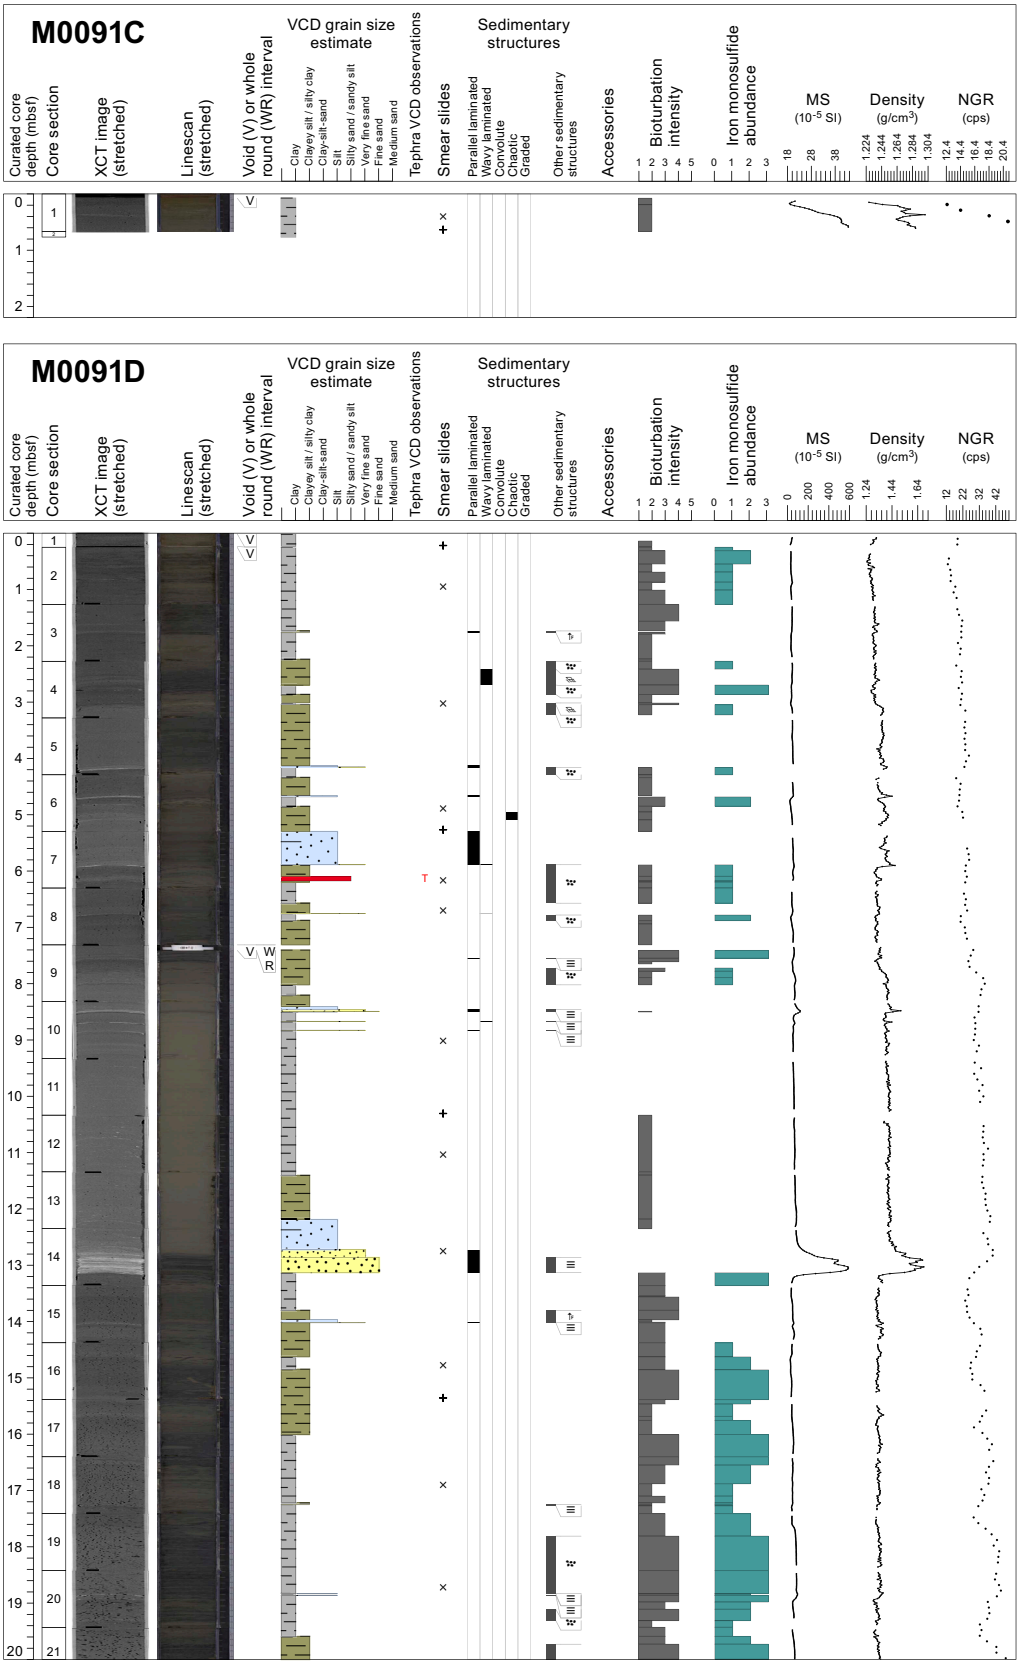 M0091C
Curated core
depth (mbsf)
Core section
XCT image
(stretched)
Linescan
(stretched)
Void (V) or whole
round (WR) interval
VCD grain size
estimate
Clay
Clayey silt / silty clay
Clay-silt-sand
Silt
Silty sand / sandy silt
Very fine sand
Fine sand
Medium sand
Tephra VCD observations
Smear slides
Sedimentary
structures
Parallel laminated
Wavy laminated
Convolute
Chaotic
Graded
Other sedimentary
structures
Accessories
Bioturbation
intensity
1 2 3 4 5
Iron monosulfide
abundance
0 1 2 3
MS
(10⁻⁵ SI)
18 28 38
Density
(g/cm³)
1.224 1.244 1.264 1.284 1.304
NGR
(cps)
12.4 14.4 16.4 18.4 20.4
0
1
2
1
2
V
M0091D
Curated core
depth (mbsf)
Core section
XCT image
(stretched)
Linescan
(stretched)
Void (V) or whole
round (WR) interval
VCD grain size
estimate
Clay
Clayey silt / silty clay
Clay-silt-sand
Silt
Silty sand / sandy silt
Very fine sand
Fine sand
Medium sand
Tephra VCD observations
Smear slides
Sedimentary
structures
Parallel laminated
Wavy laminated
Convolute
Chaotic
Graded
Other sedimentary
structures
Accessories
Bioturbation
intensity
1 2 3 4 5
Iron monosulfide
abundance
0 1 2 3
MS
(10⁻⁵ SI)
0 200 400 600
Density
(g/cm³)
1.24 1.44 1.64
NGR
(cps)
12 22 32 42
0
1
2
3
4
5
6
7
8
9
10
11
12
13
14
15
16
17
18
19
20
1
2
3
4
5
6
7
8
9
10
11
12
13
14
15
16
17
18
19
20
21
V
V
T
V W
R